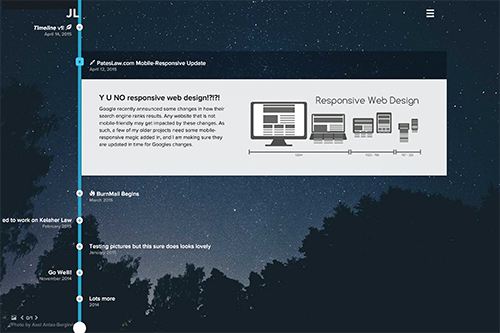 JL
Timeline v1!
April 14, 2015
PatesLaw.com Mobile-Responsive Update
April 12, 2015
Y U NO responsive web design!?!?!
Google recently announced some changes in how their
search engine ranks results. Any website that is not
mobile-friendly may get impacted by these changes. As
such, a few of my older projects need some mobile-
responsive magic added in, and I am making sure they
are updated in time for Googles changes.
Responsive Web Design
BurnMail Begins
March 2015
ed to work on Kelaher Law
February 2015
Testing pictures but this sure does looks lovely
January 2015
Go Well!!
November 2014
Lots more
2014
Photo by Axel Antas-Bergkvist